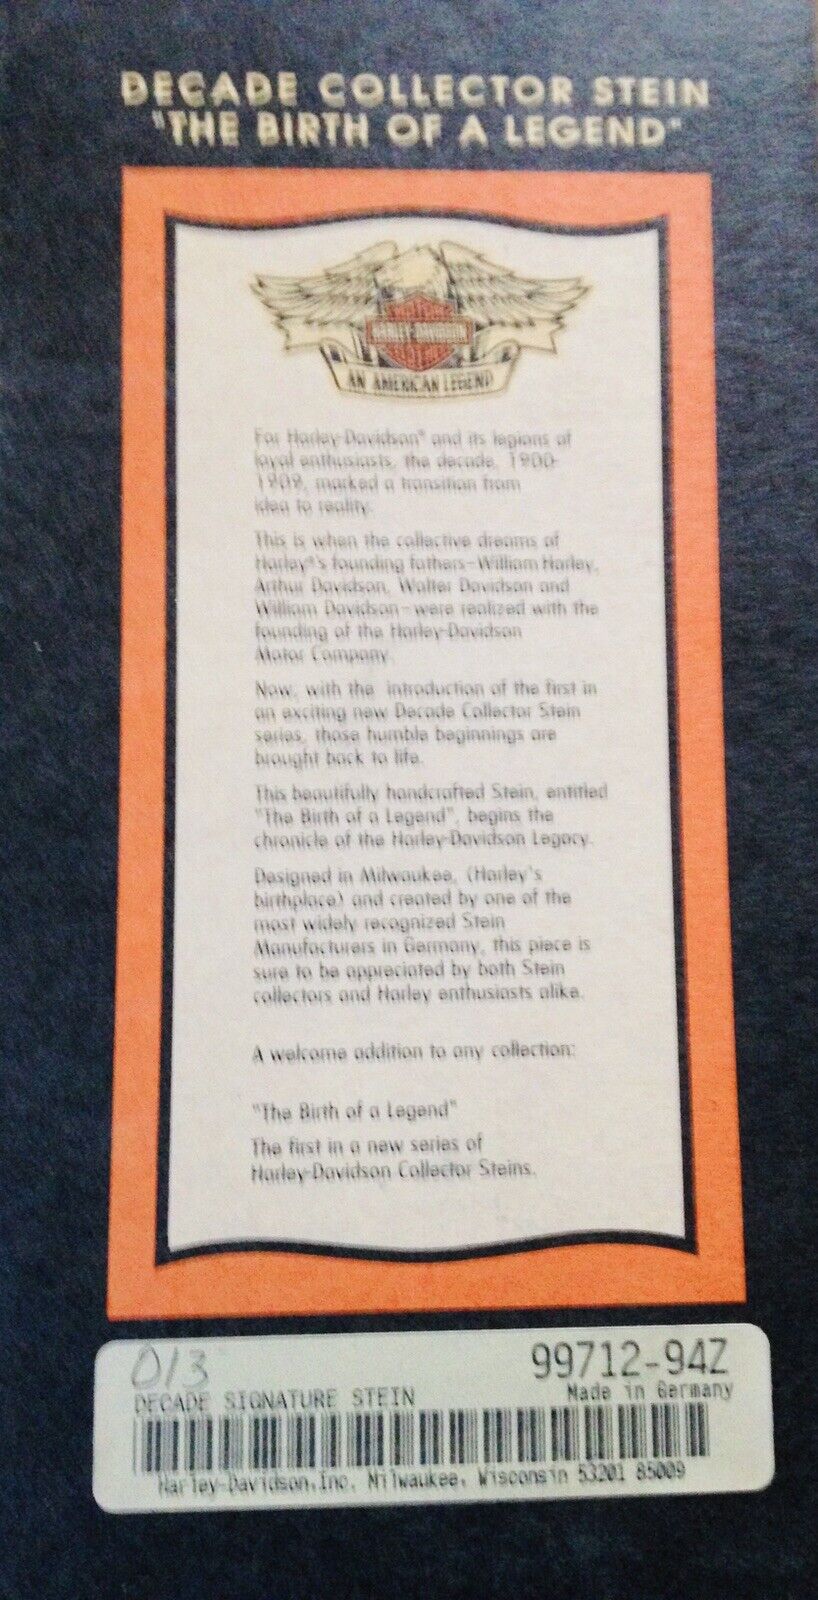 DECADE COLLECTOR STEIN
"THE BIRTH OF A LEGEND"
HARLEY-DAVIDSON
AN AMERICAN LEGEND
For Harley-Davidson® and its legions of
loyal enthusiasts, the decade, 1900-
1909, marked a transition from
idea to reality.
This is when the collective dreams of
Harley®'s founding fathers–William Harley,
Arthur Davidson, Walter Davidson and
William Davidson–were realized with the
founding of the Harley-Davidson
Motor Company.
Now, with the introduction of the first in
an exciting new Decade Collector Stein
series, those humble beginnings are
brought back to life.
This beautifully handcrafted Stein, entitled
"The Birth of a Legend", begins the
chronicle of the Harley-Davidson Legacy.
Designed in Milwaukee, (Harley's
birthplace) and created by one of the
most widely recognized Stein
Manufacturers in Germany, this piece is
sure to be appreciated by both Stein
collectors and Harley enthusiasts alike.
A welcome addition to any collection:
"The Birth of a Legend"
The first in a new series of
Harley-Davidson Collector Steins.
013
99712-94Z
DECADE SIGNATURE STEIN
Made in Germany
Harley-Davidson,Inc. Milwaukee, Wisconsin 53201 85009